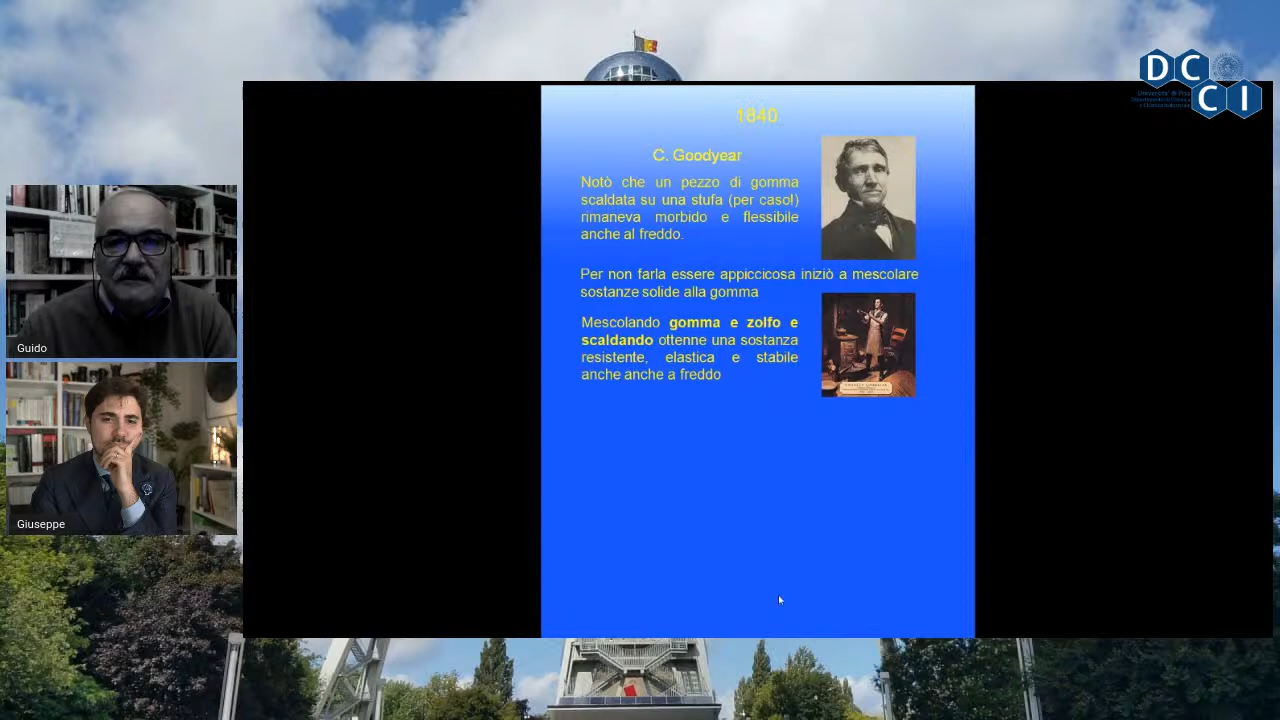 DC
CI
Guido
Giuseppe
1840
C. Goodyear
Notò che un pezzo di gomma
scaldata su una stufa (per caso!)
rimaneva morbido e flessibile
anche al freddo.
Per non farla essere appiccicosa iniziò a mescolare
sostanze solide alla gomma
Mescolando gomma e zolfo e
scaldando ottenne una sostanza
resistente, elastica e stabile
anche anche a freddo